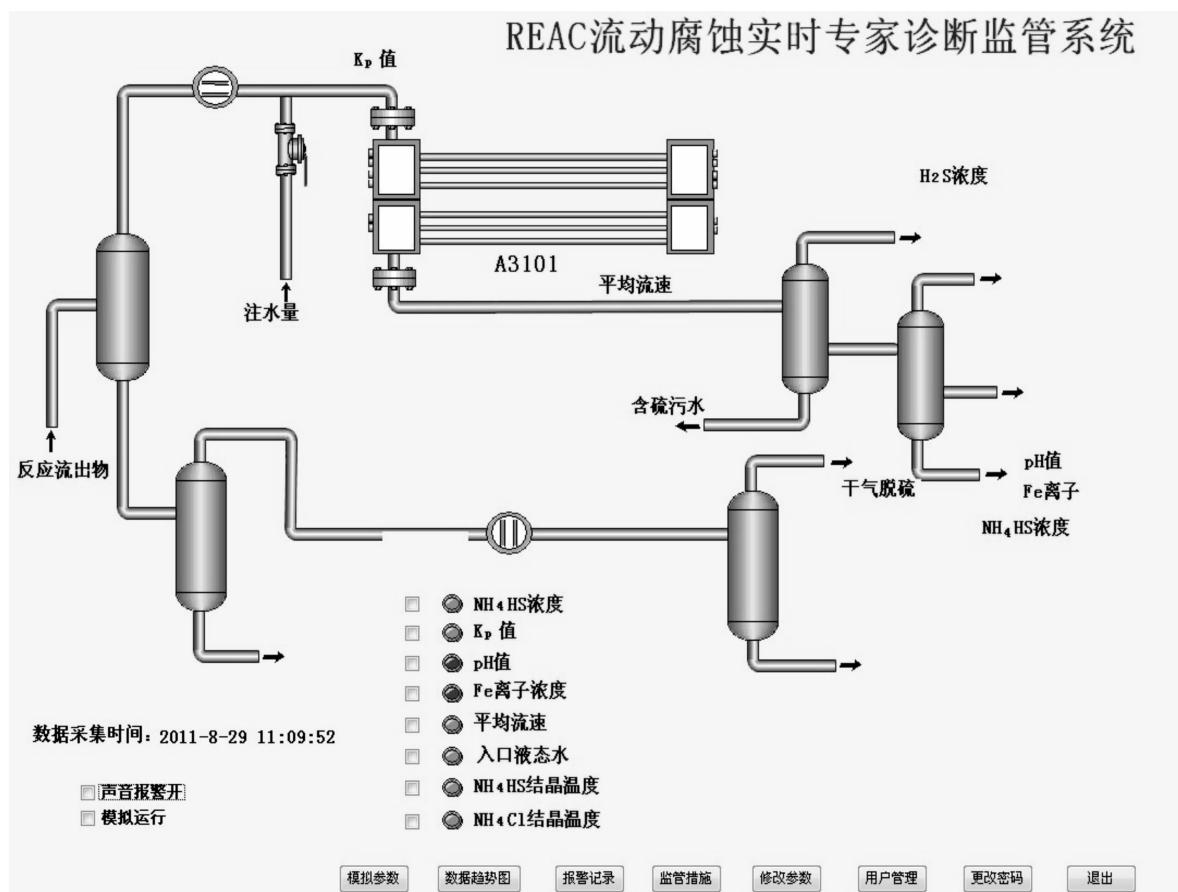 REAC流动腐蚀实时专家诊断监管系统
Kₚ 值
H₂S浓度
A3101
平均流速
注水量
含硫污水
反应流出物
干气脱硫
pH值
Fe离子
NH₄HS浓度
NH₄HS浓度
Kₚ 值
pH值
Fe离子浓度
平均流速
入口液态水
NH₄HS结晶温度
NH₄Cl结晶温度
数据采集时间：2011-8-29 11:09:52
声音报警开
模拟运行
模拟参数 数据趋势图 报警记录 监管措施 修改参数 用户管理 更改密码 退出